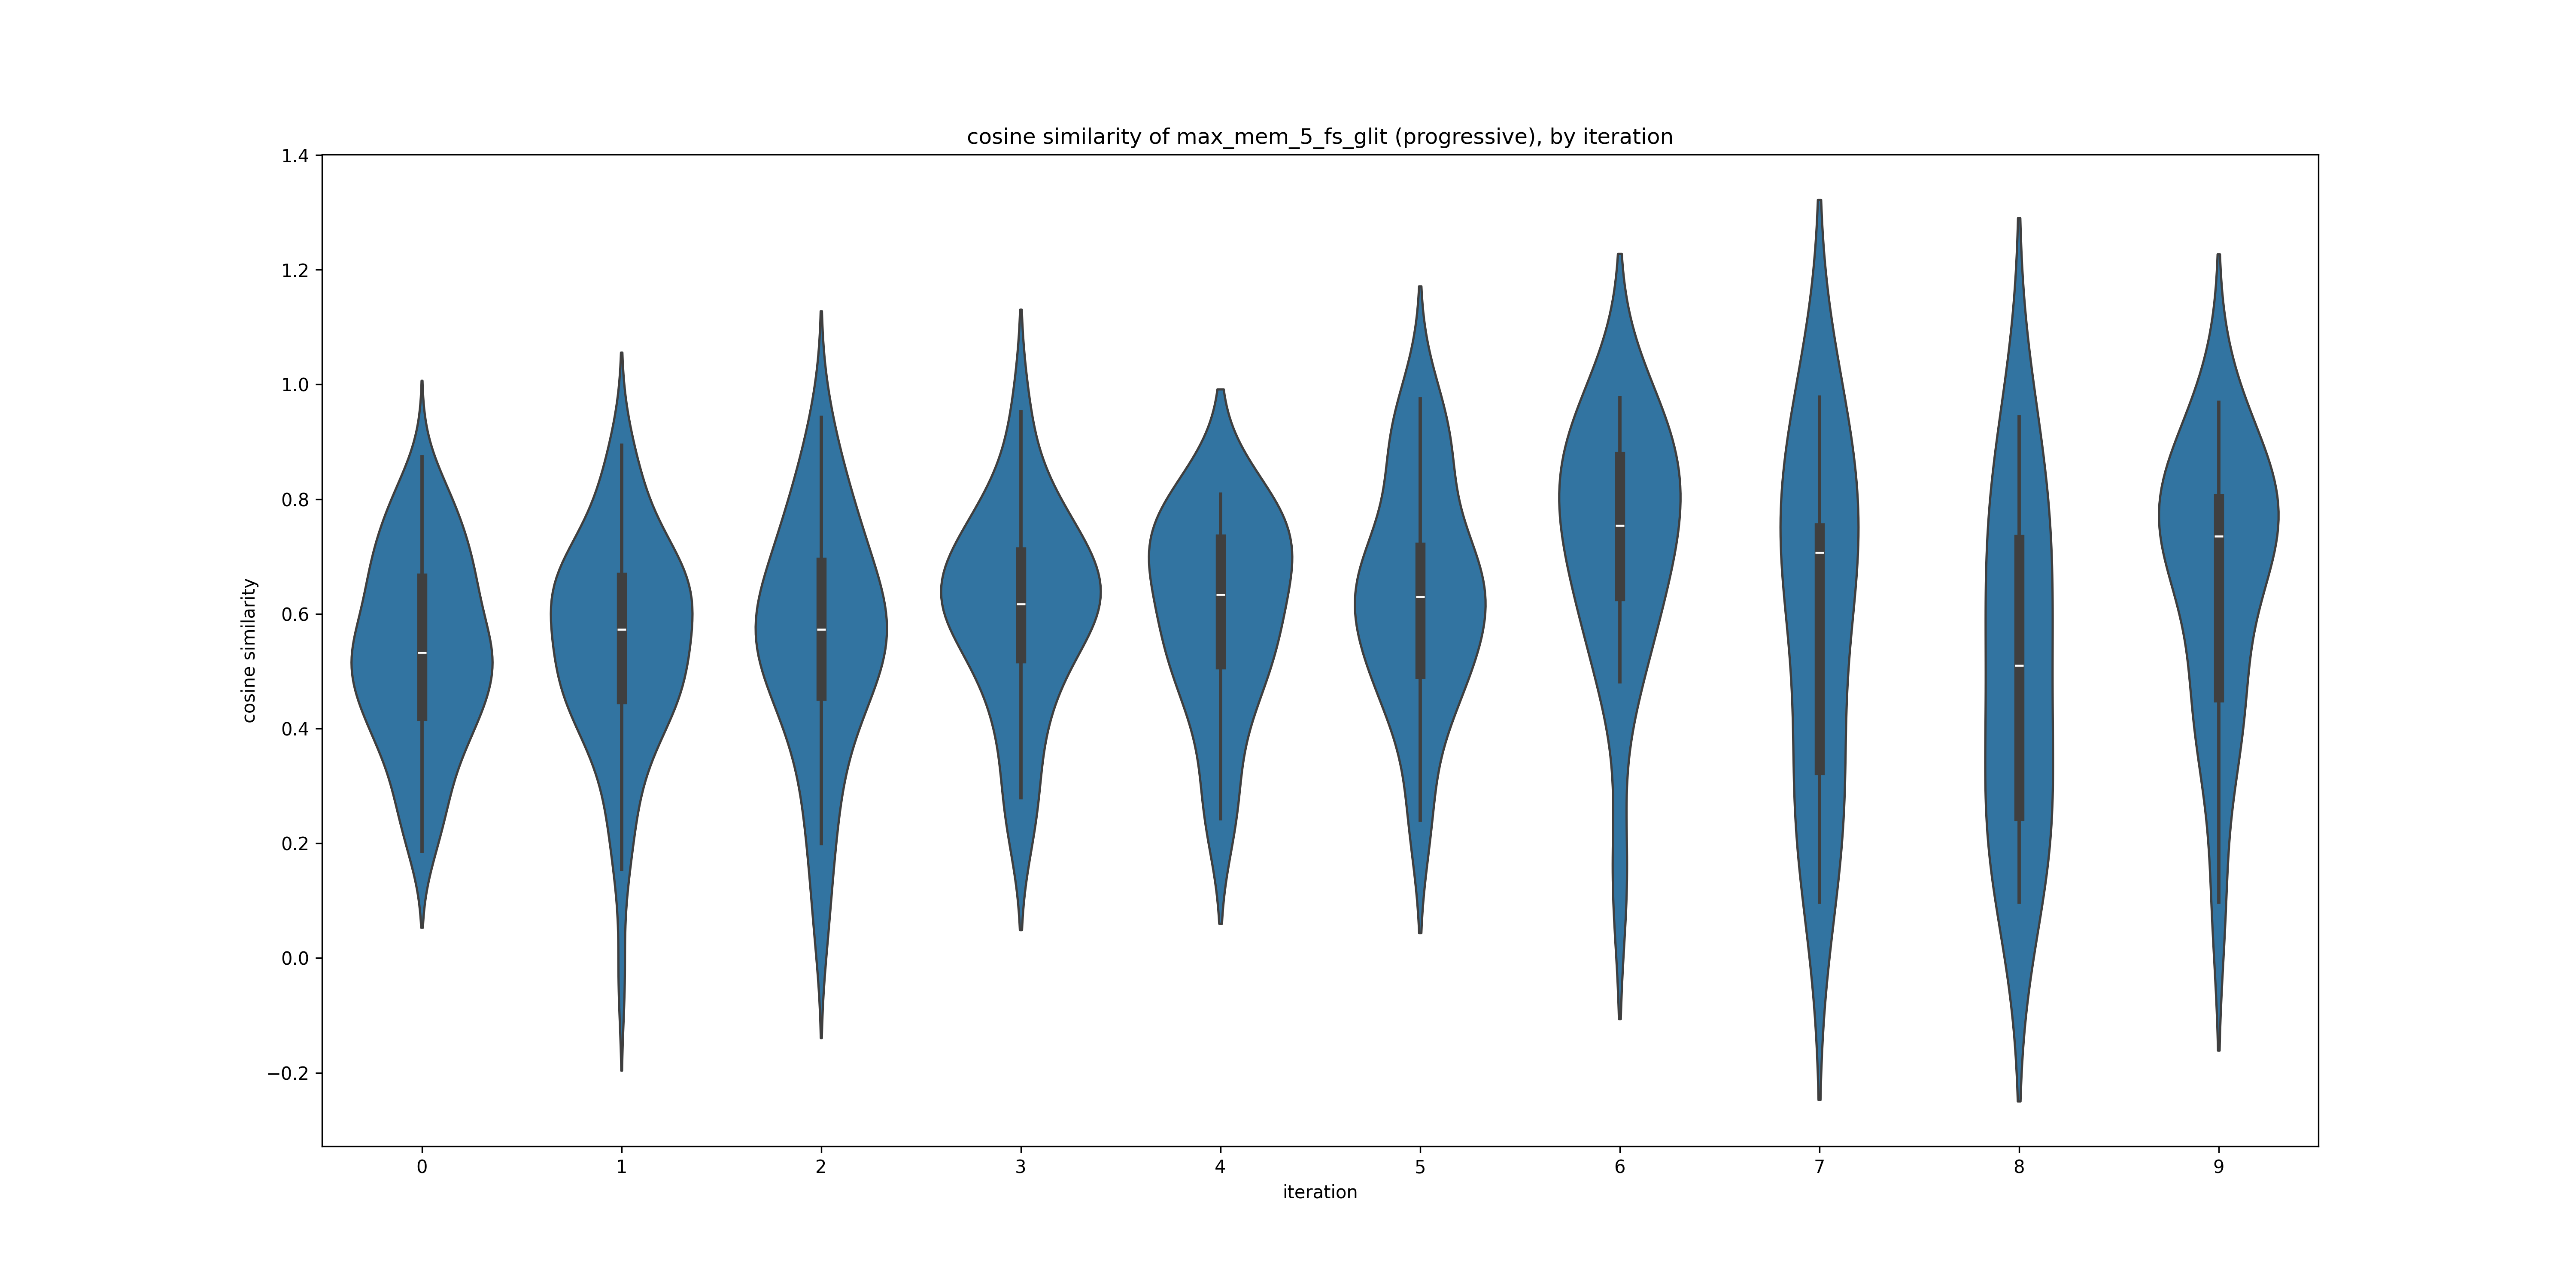 cosine similarity of max_mem_5_fs_glit (progressive), by iteration
1.4
1.2
1.0
0.8
0.6
0.4
0.2
0.0
−0.2
cosine similarity
0 1 2 3 4 5 6 7 8 9
iteration